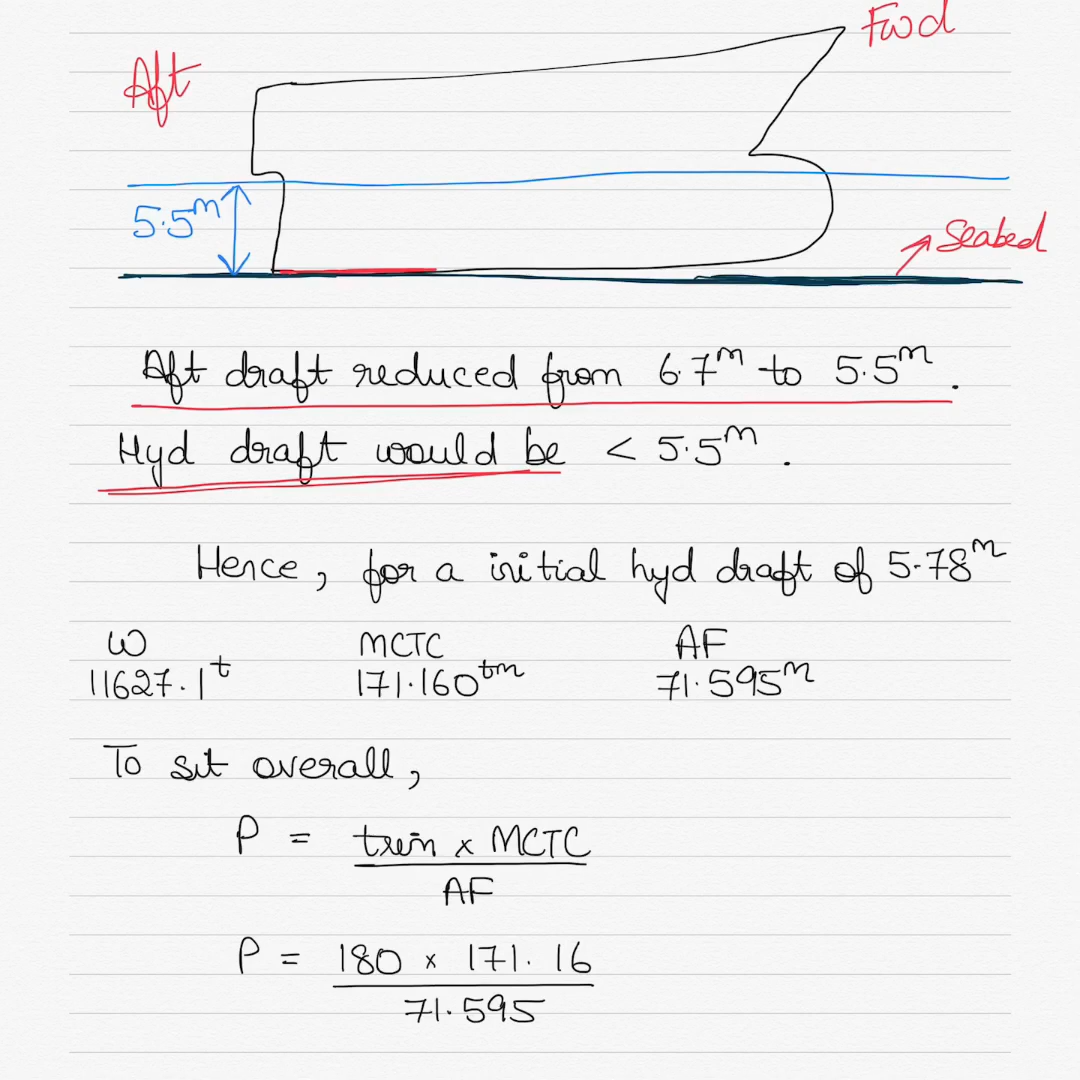 Fwd
Aft
5.5m
Seabed
Aft draft reduced from 6.7m to 5.5m.
Hyd draft would be < 5.5m.
Hence, for a initial hyd draft of 5.78m
W MCTC AF
11627.1t 171.160tm 71.595m
To sit overall,
P = trim x MCTC
AF
P = 180 x 171.16
71.595